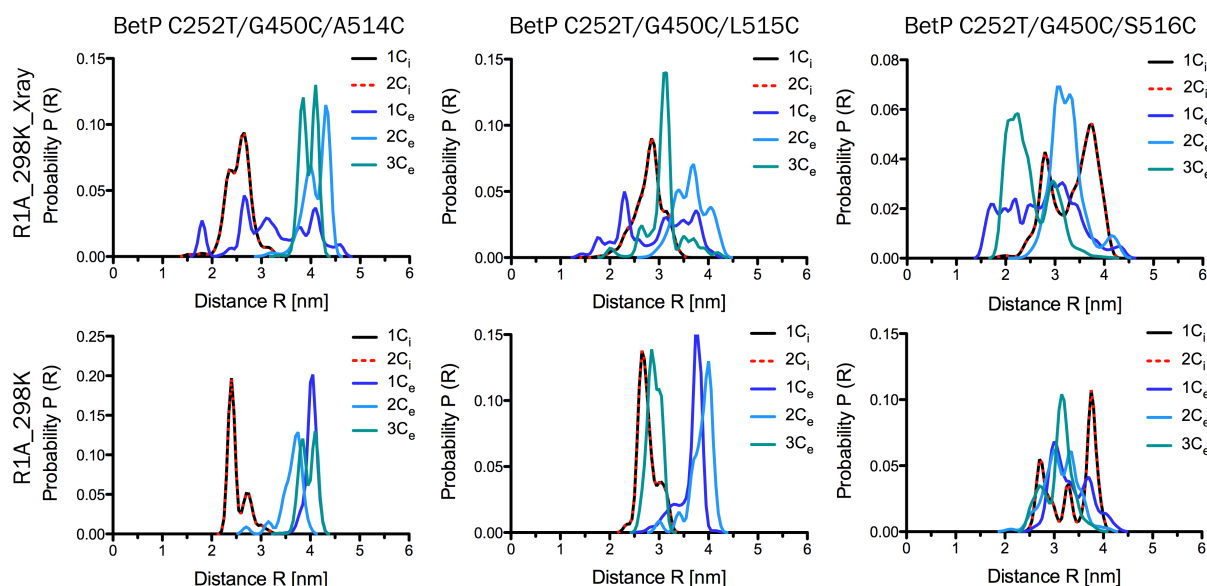 BetP C252T/G450C/A514C
BetP C252T/G450C/L515C
BetP C252T/G450C/S516C
R1A_298K_Xray
Probability P (R)
0.15
0.10
0.05
0.00
0 1 2 3 4 5 6
Distance R [nm]
1Ci
2Ci
1Ce
2Ce
3Ce
Probability P (R)
0.15
0.10
0.05
0.00
0 1 2 3 4 5 6
Distance R [nm]
1Ci
2Ci
1Ce
2Ce
3Ce
Probability P (R)
0.08
0.06
0.04
0.02
0.00
0 1 2 3 4 5 6
Distance R [nm]
1Ci
2Ci
1Ce
2Ce
3Ce
R1A_298K
Probability P (R)
0.25
0.20
0.15
0.10
0.05
0.00
0 1 2 3 4 5 6
Distance R [nm]
1Ci
2Ci
1Ce
2Ce
3Ce
Probability P (R)
0.15
0.10
0.05
0.00
0 1 2 3 4 5 6
Distance R [nm]
1Ci
2Ci
1Ce
2Ce
3Ce
Probability P (R)
0.15
0.10
0.05
0.00
0 1 2 3 4 5 6
Distance R [nm]
1Ci
2Ci
1Ce
2Ce
3Ce